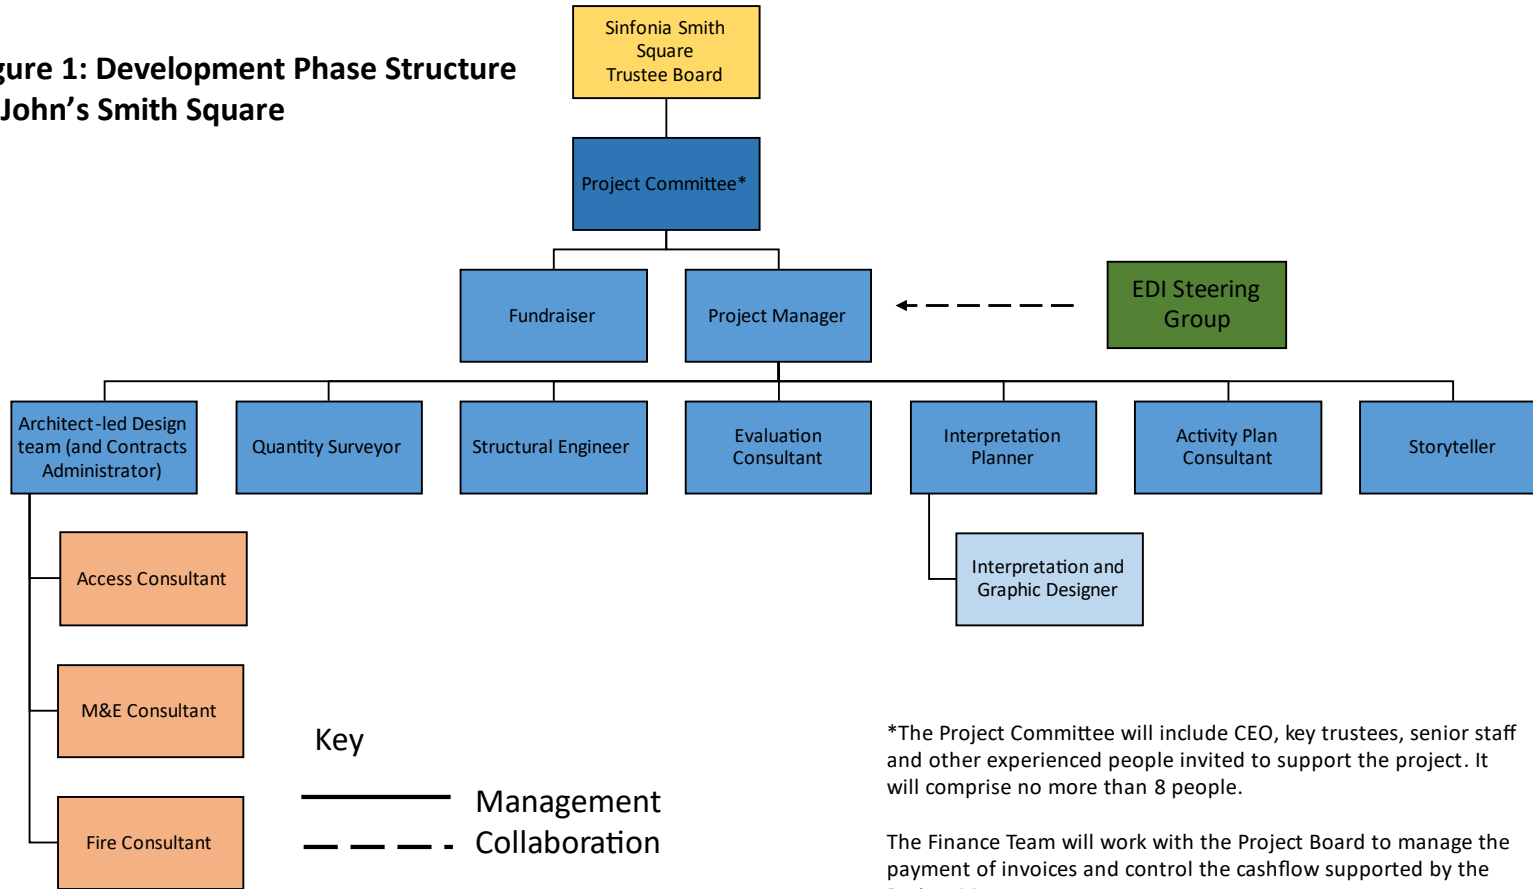 Sinfonia Smith
Square
Trustee Board
gure 1: Development Phase Structure
John’s Smith Square
Project Committee*
Fundraiser
Project Manager
EDI Steering
Group
Architect-led Design
team (and Contracts
Administrator)
Quantity Surveyor
Structural Engineer
Evaluation
Consultant
Interpretation
Planner
Activity Plan
Consultant
Storyteller
Access Consultant
Interpretation and
Graphic Designer
M&E Consultant
Fire Consultant
Key
Management
Collaboration
*The Project Committee will include CEO, key trustees, senior staff
and other experienced people invited to support the project. It
will comprise no more than 8 people.
The Finance Team will work with the Project Board to manage the
payment of invoices and control the cashflow supported by the